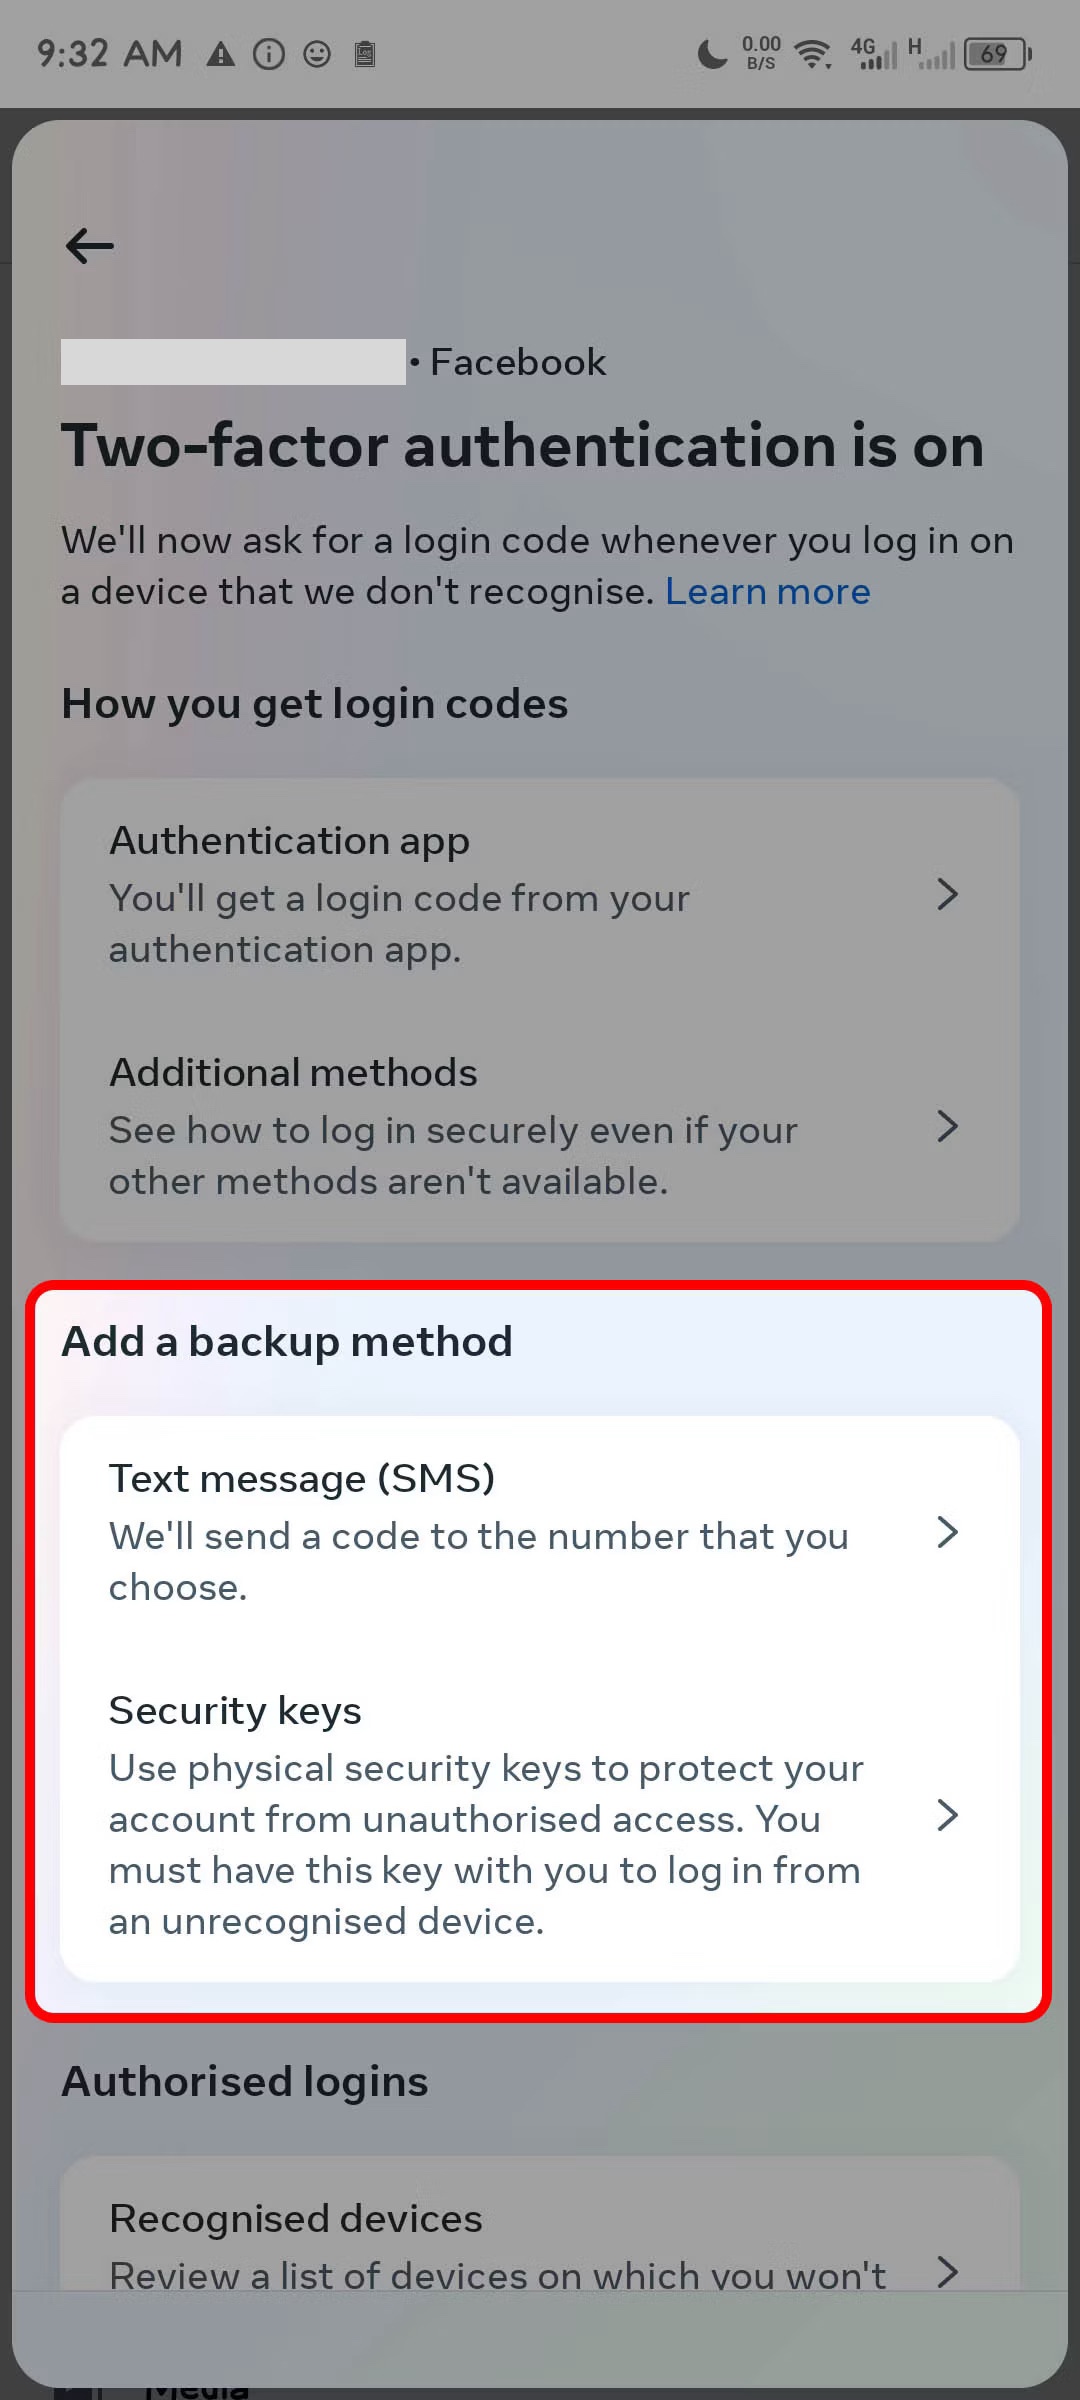 9:32 AM
0.00
B/S
4G
H
69
• Facebook
Two-factor authentication is on
We'll now ask for a login code whenever you log in on
a device that we don't recognise. Learn more
How you get login codes
Authentication app
You'll get a login code from your
authentication app.
Additional methods
See how to log in securely even if your
other methods aren't available.
Add a backup method
Text message (SMS)
We'll send a code to the number that you
choose.
Security keys
Use physical security keys to protect your
account from unauthorised access. You
must have this key with you to log in from
an unrecognised device.
Authorised logins
Recognised devices
Review a list of devices on which you won't
Media